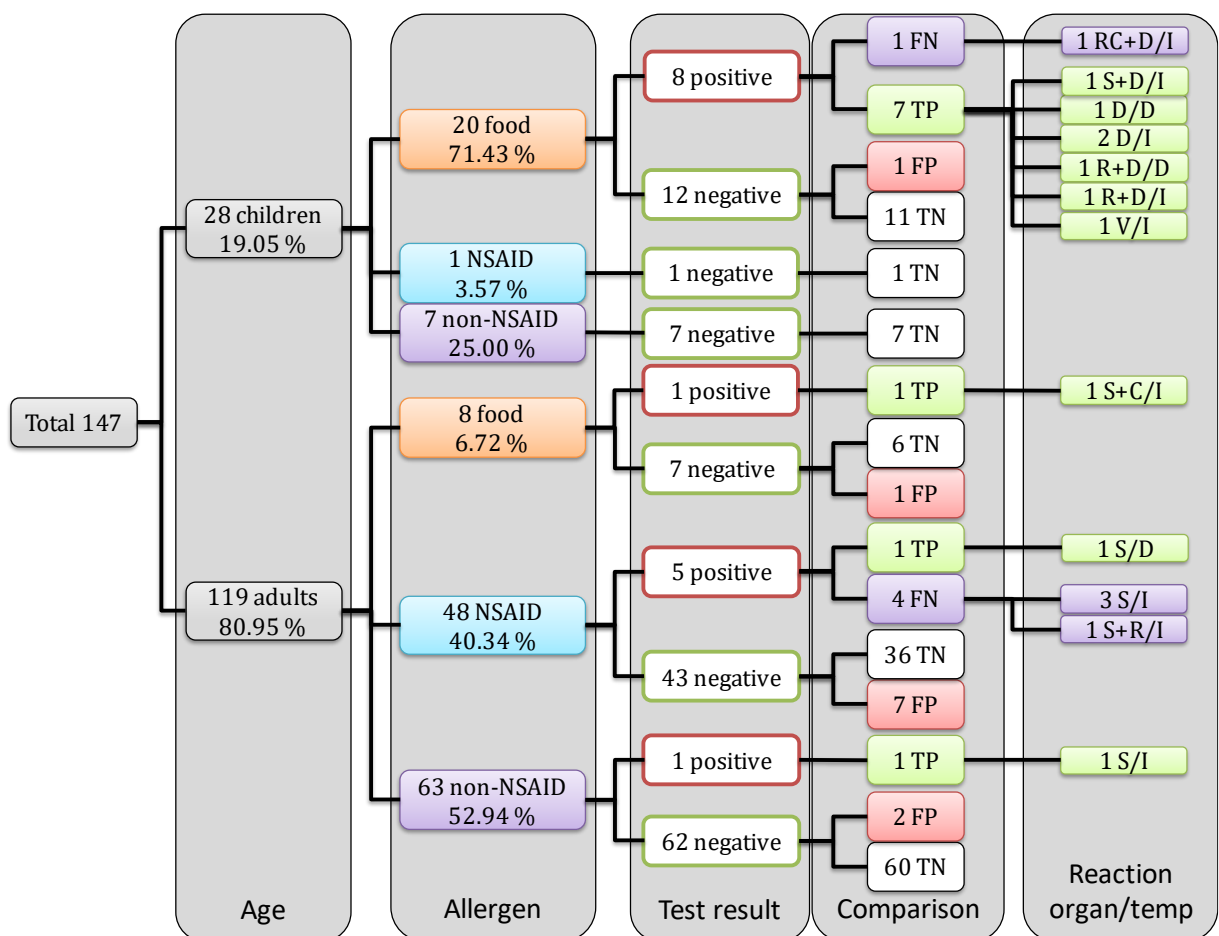 Total 147
28 children
19.05 %
119 adults
80.95 %
Age
20 food
71.43 %
1 NSAID
3.57 %
7 non-NSAID
25.00 %
8 food
6.72 %
48 NSAID
40.34 %
63 non-NSAID
52.94 %
Allergen
8 positive
12 negative
1 negative
7 negative
1 positive
7 negative
5 positive
43 negative
1 positive
62 negative
Test result
1 FN
7 TP
1 FP
11 TN
1 TN
7 TN
1 TP
6 TN
1 FP
1 TP
4 FN
36 TN
7 FP
1 TP
2 FP
60 TN
Comparison
1 RC+D/I
1 S+D/I
1 D/D
2 D/I
1 R+D/D
1 R+D/I
1 V/I
1 S+C/I
1 S/D
3 S/I
1 S+R/I
1 S/I
Reaction
organ/temp